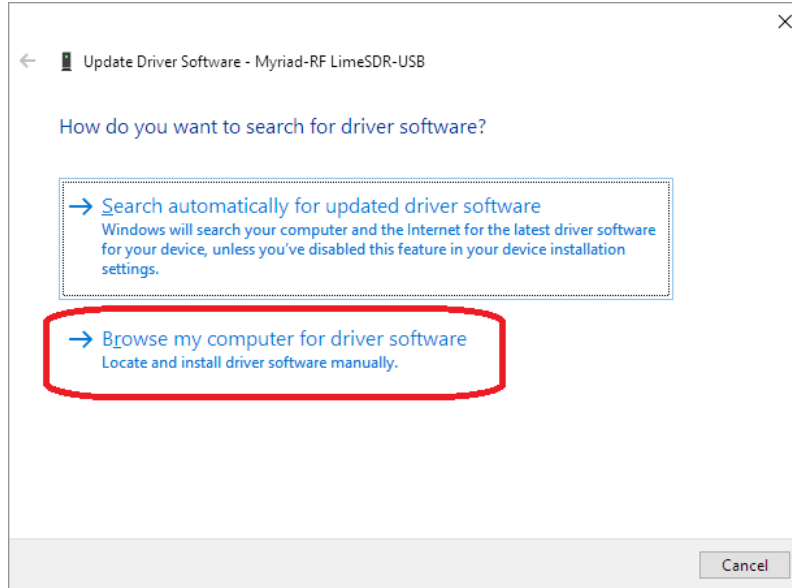 Update Driver Software - Myriad-RF LimeSDR-USB
How do you want to search for driver software?
Search automatically for updated driver software
Windows will search your computer and the Internet for the latest driver software
for your device, unless you've disabled this feature in your device installation
settings.
Browse my computer for driver software
Locate and install driver software manually.
Cancel